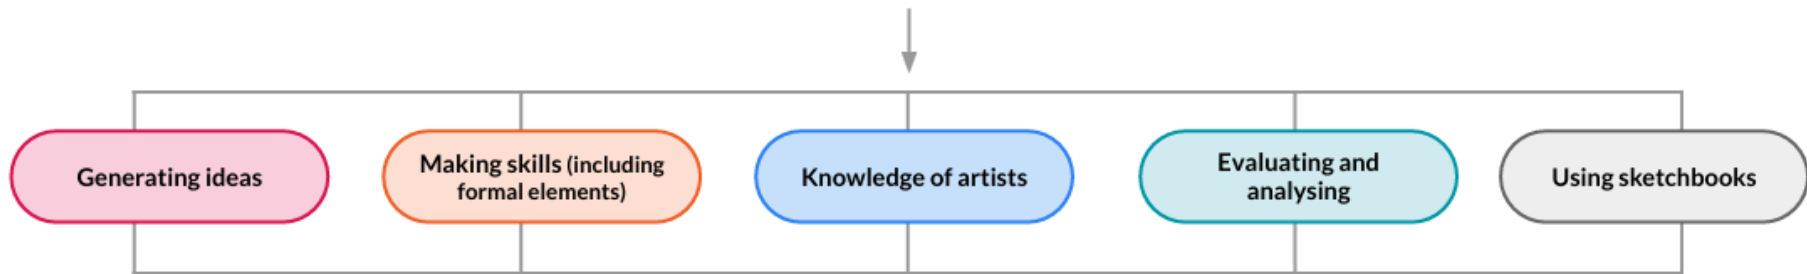 Generating ideas
Making skills (including
formal elements)
Knowledge of artists
Evaluating and
analysing
Using sketchbooks